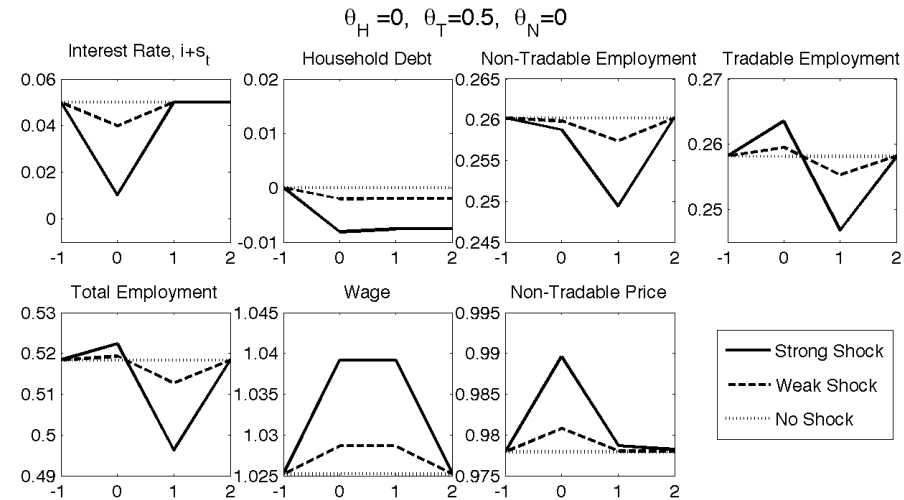 θ_H =0, θ_T=0.5, θ_N=0
Interest Rate, i+s_t
0.06
0.04
0.02
0
-1 0 1 2
Household Debt
0.02
0.01
0
-0.01
-1 0 1 2
Non-Tradable Employment
0.265
0.26
0.255
0.25
0.245
-1 0 1 2
Tradable Employment
0.27
0.26
0.25
-1 0 1 2
Total Employment
0.53
0.52
0.51
0.5
0.49
-1 0 1 2
Wage
1.045
1.04
1.035
1.03
1.025
-1 0 1 2
Non-Tradable Price
0.995
0.99
0.985
0.98
0.975
-1 0 1 2
Strong Shock
Weak Shock
No Shock